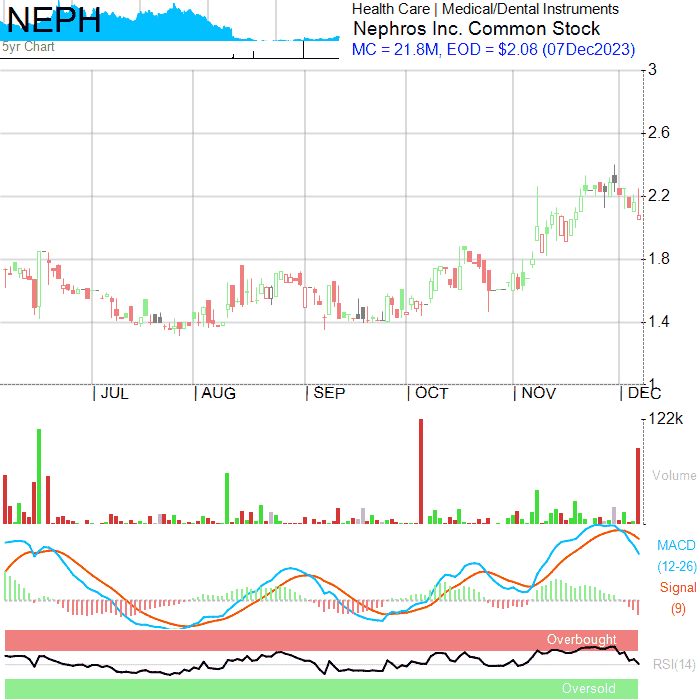 NEPH
5yr Chart
Health Care | Medical/Dental Instruments
Nephros Inc. Common Stock
MC = 21.8M, EOD = $2.08 (07Dec2023)
3
2.6
2.2
1.8
1.4
1
JUL AUG SEP OCT NOV DEC
122k
Volume
MACD
(12-26)
Signal
(9)
Overbought
RSI(14)
Oversold